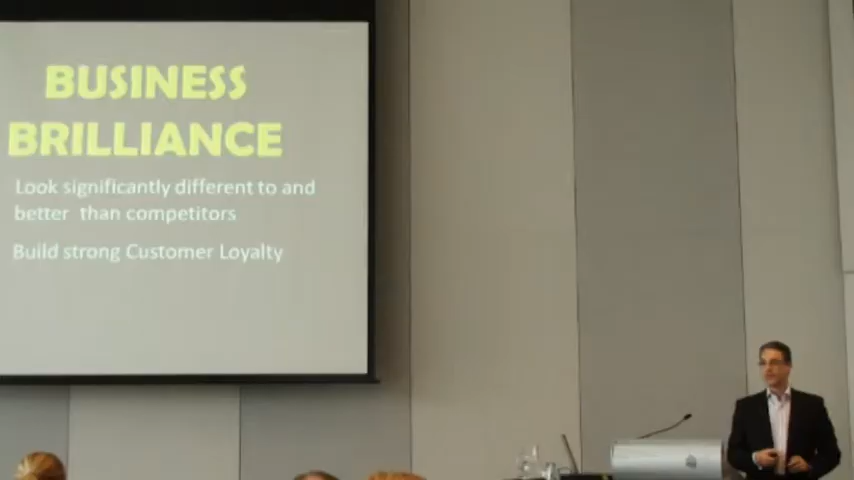 BUSINESS
BRILLIANCE
Look significantly different to and
better than competitors
Build strong Customer Loyalty